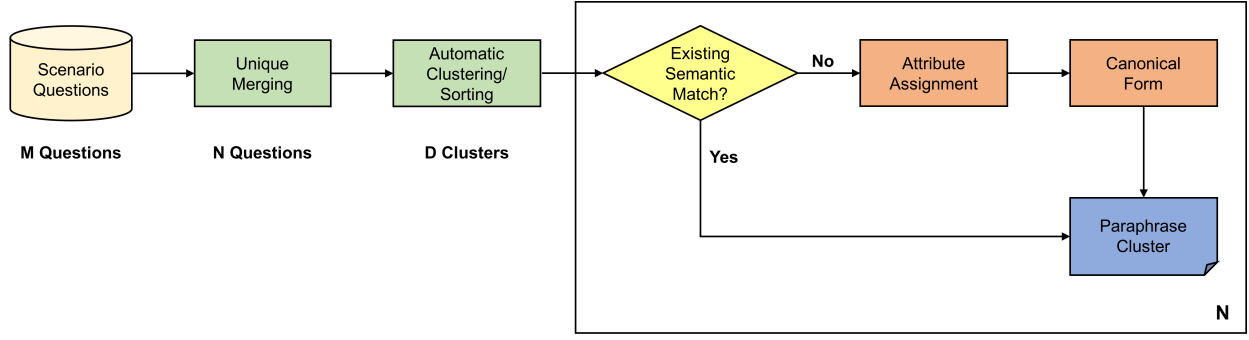 Scenario
Questions
Unique
Merging
Automatic
Clustering/
Sorting
Existing
Semantic
Match?
No
Attribute
Assignment
Canonical
Form
M Questions
N Questions
D Clusters
Yes
Paraphrase
Cluster
N